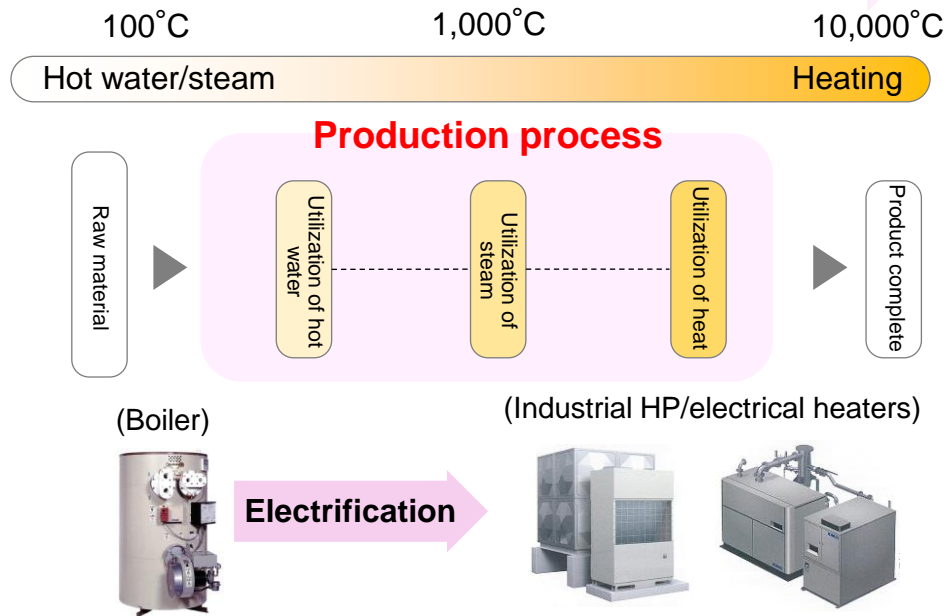 100°C
1,000°C
10,000°C
Hot water/steam
Heating
Production process
Raw material
Utilization of hot
water
Utilization of
steam
Utilization of heat
Product complete
(Boiler)
(Industrial HP/electrical heaters)
Electrification